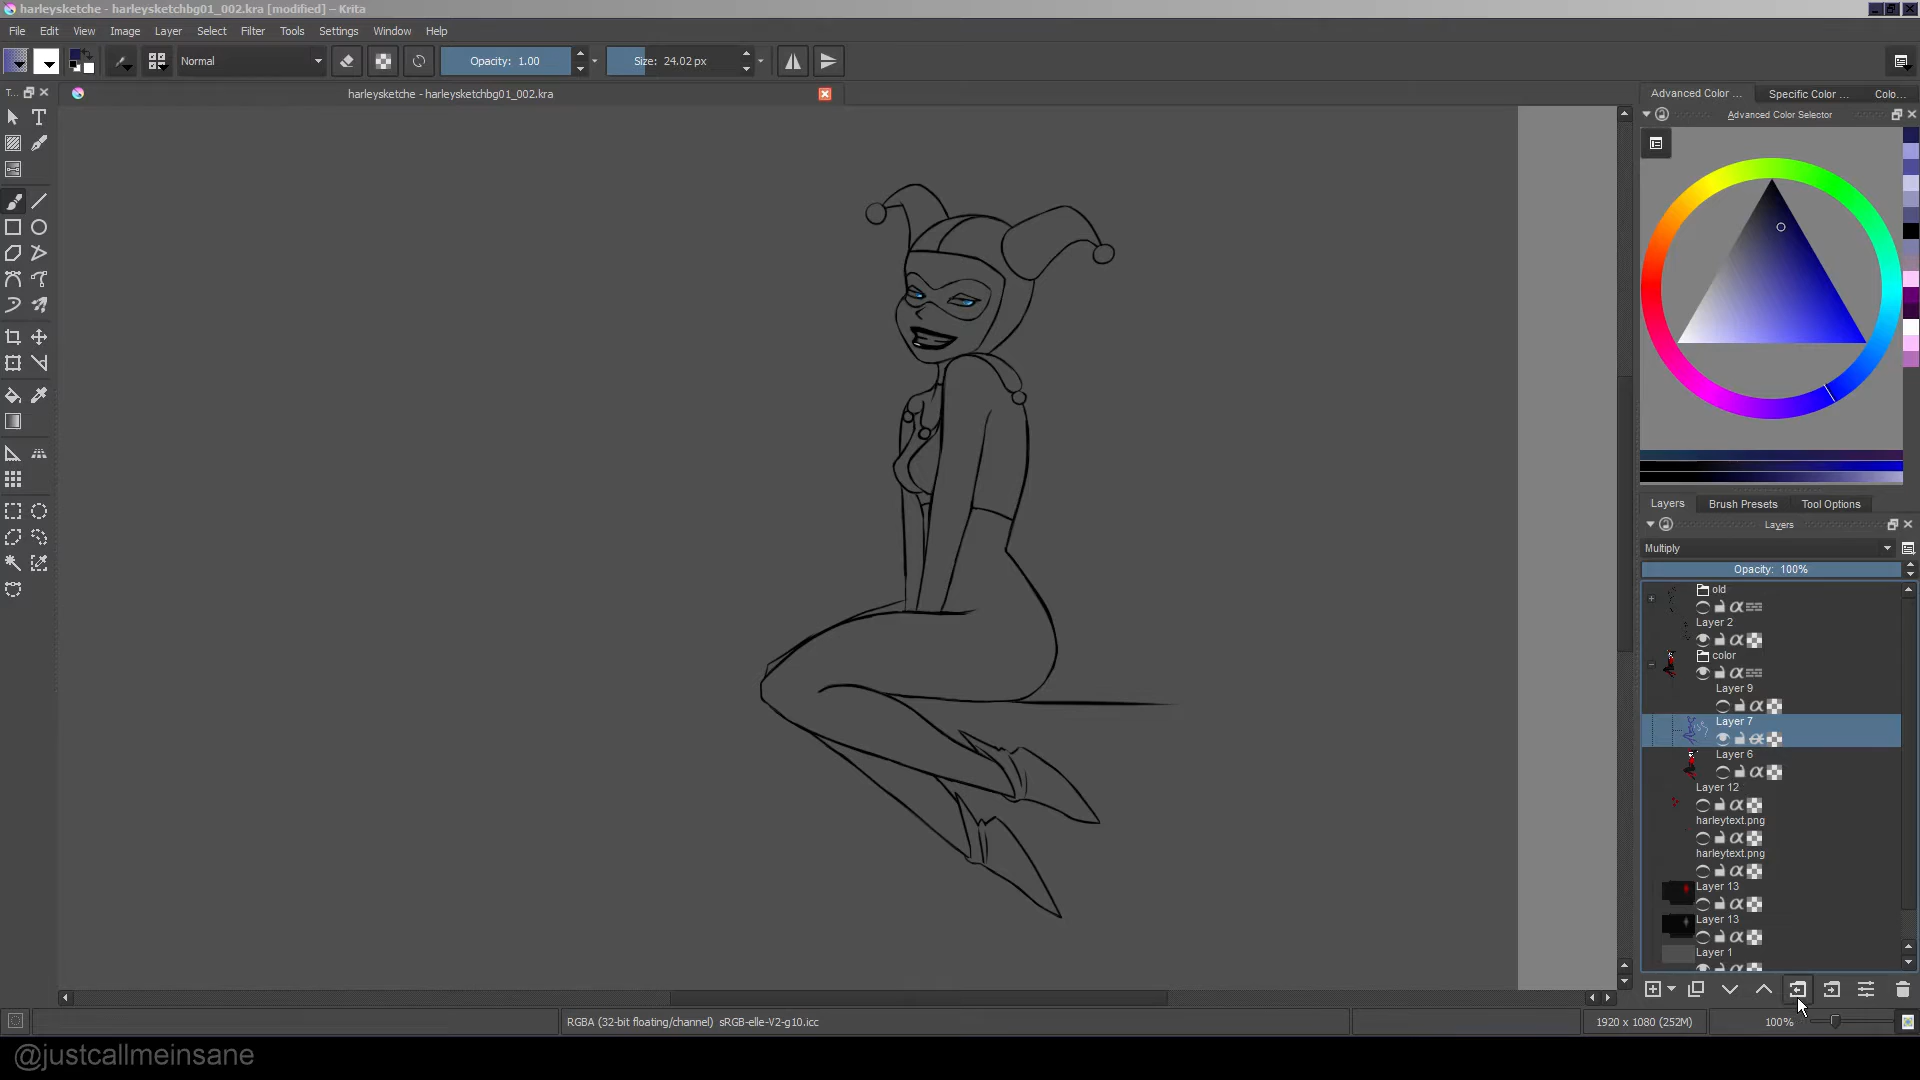 harleysketche - harleysketchbg01_002.kra [modified] – Krita
File Edit View Image Layer Select Filter Tools Settings Window Help
Normal Opacity: 1.00 Size: 24.02 px
T... harleysketche - harleysketchbg01_002.kra Advanced Color ... Specific Color ... Colo...
Advanced Color Selector
Layers Brush Presets Tool Options
Layers
Multiply
Opacity: 100%
old
Layer 2
color
Layer 9
Layer 7
Layer 6
Layer 12
harleytext.png
harleytext.png
Layer 13
Layer 13
Layer 1
RGBA (32-bit floating/channel) sRGB-elle-V2-g10.icc 1920 x 1080 (252M) 100%
@justcallmeinsane